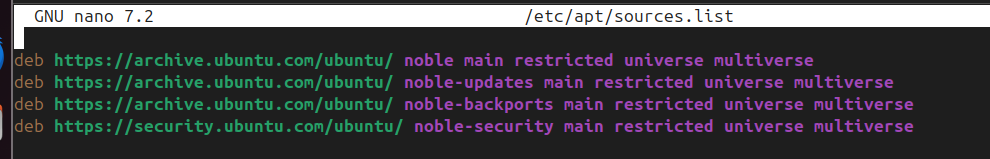 GNU nano 7.2 /etc/apt/sources.list
deb https://archive.ubuntu.com/ubuntu/ noble main restricted universe multiverse
deb https://archive.ubuntu.com/ubuntu/ noble-updates main restricted universe multiverse
deb https://archive.ubuntu.com/ubuntu/ noble-backports main restricted universe multiverse
deb https://security.ubuntu.com/ubuntu/ noble-security main restricted universe multiverse